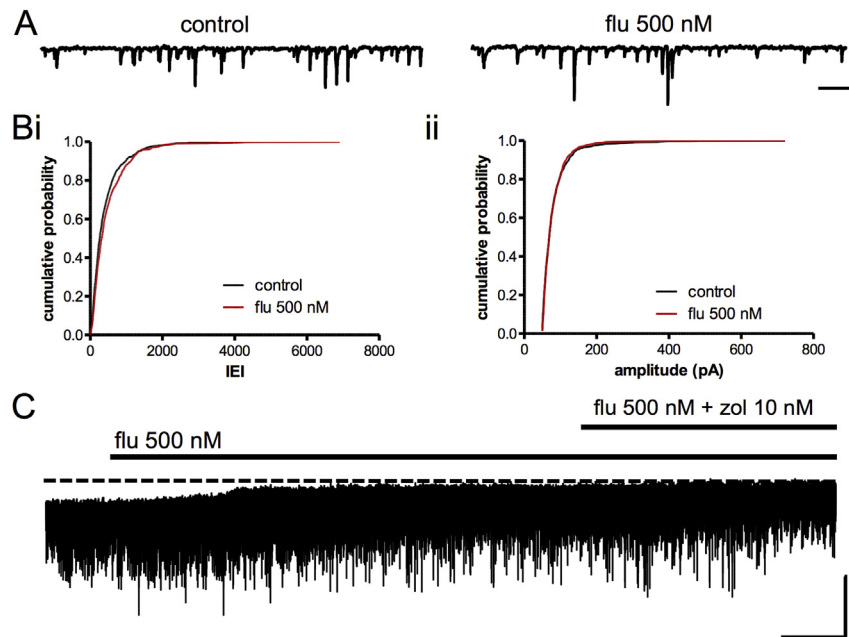 A
control
flu 500 nM
Bi
1.0
0.8
0.6
0.4
0.2
0.0
cumulative probability
control
flu 500 nM
0 2000 4000 6000 8000
IEI
ii
1.0
0.8
0.6
0.4
0.2
0.0
cumulative probability
control
flu 500 nM
0 200 400 600 800
amplitude (pA)
C
flu 500 nM + zol 10 nM
flu 500 nM